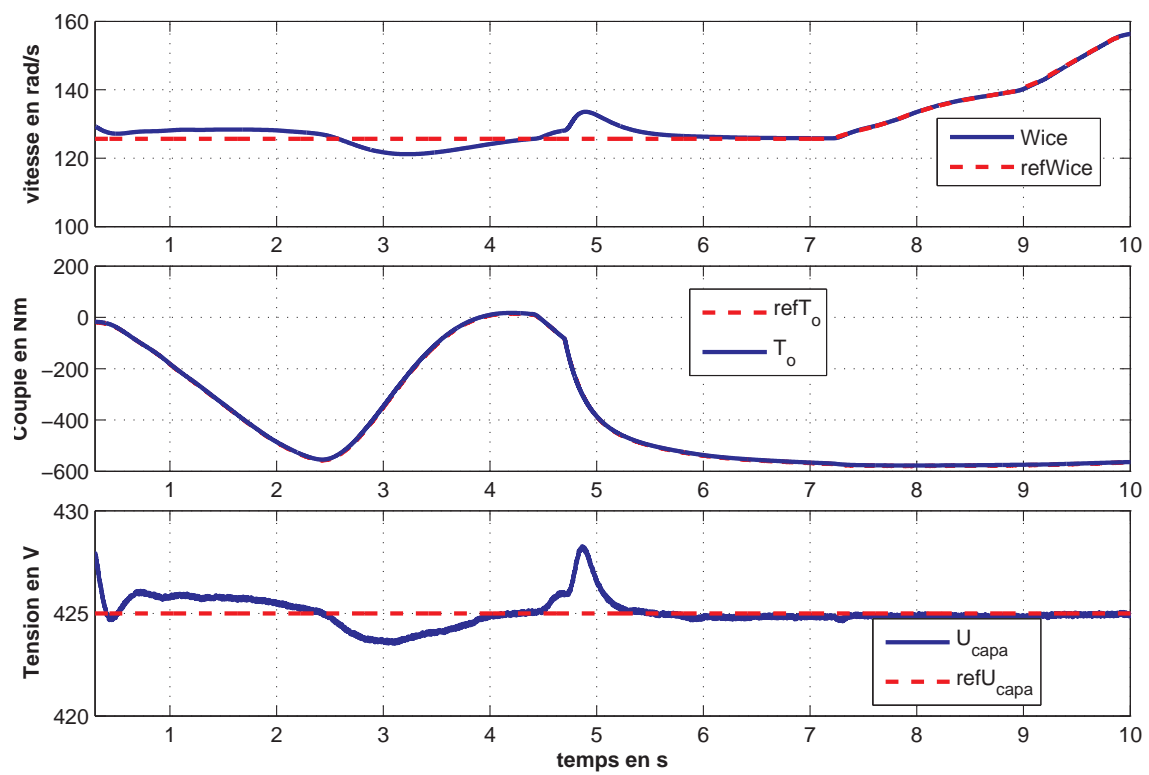 160
140
120
100
vitesse en rad/s
Wice
refWice
1 2 3 4 5 6 7 8 9 10
200
0
−200
−400
−600
Couple en Nm
refT_o
T_o
1 2 3 4 5 6 7 8 9 10
430
425
420
Tension en V
U_capa
refU_capa
1 2 3 4 5 6 7 8 9 10
temps en s